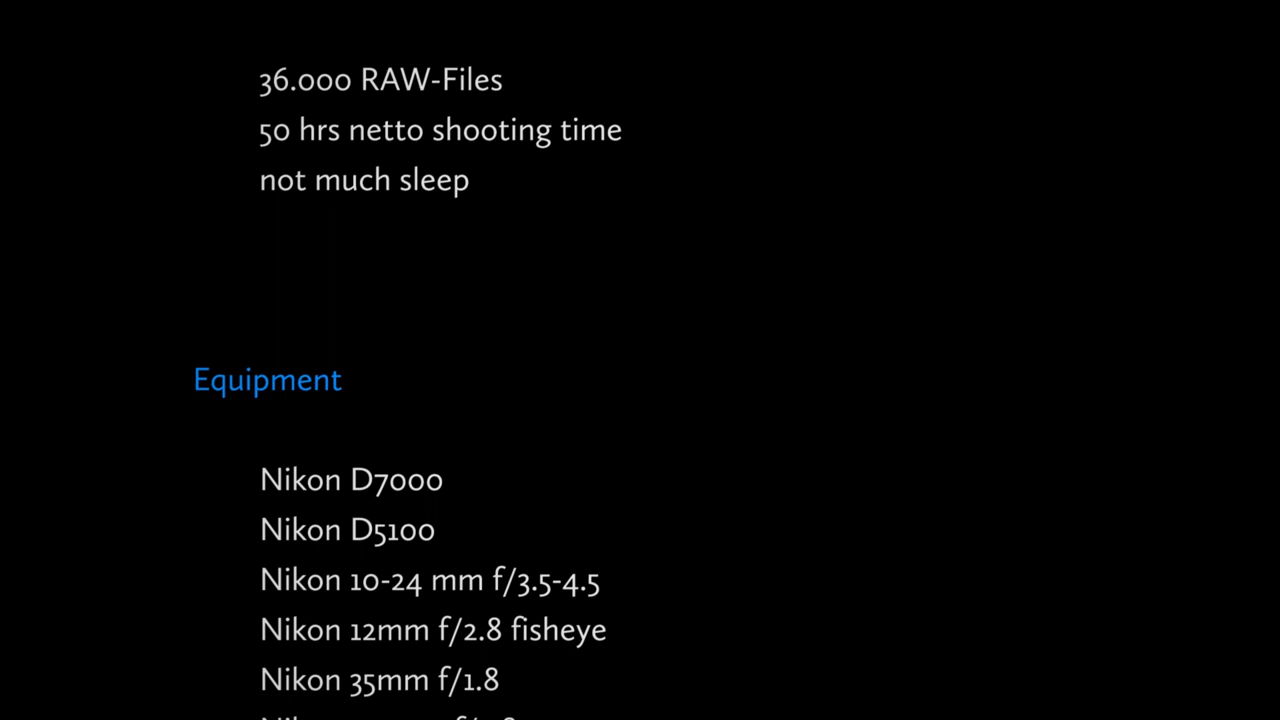 36.000 RAW-Files
50 hrs netto shooting time
not much sleep
Equipment
Nikon D7000
Nikon D5100
Nikon 10-24 mm f/3.5-4.5
Nikon 12mm f/2.8 fisheye
Nikon 35mm f/1.8